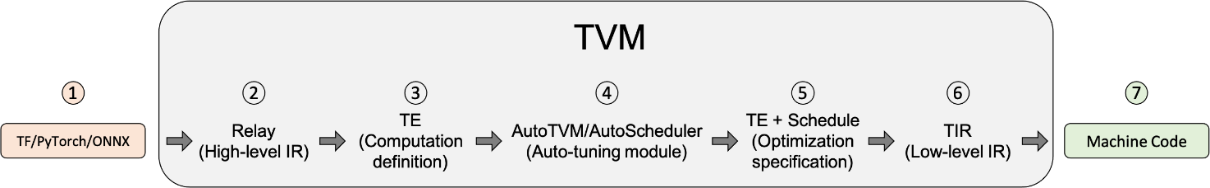 TVM
① ② ③ ④ ⑤ ⑥ ⑦
TF/PyTorch/ONNX
Relay
(High-level IR)
TE
(Computation
definition)
AutoTVM/AutoScheduler
(Auto-tuning module)
TE + Schedule
(Optimization
specification)
TIR
(Low-level IR)
Machine Code